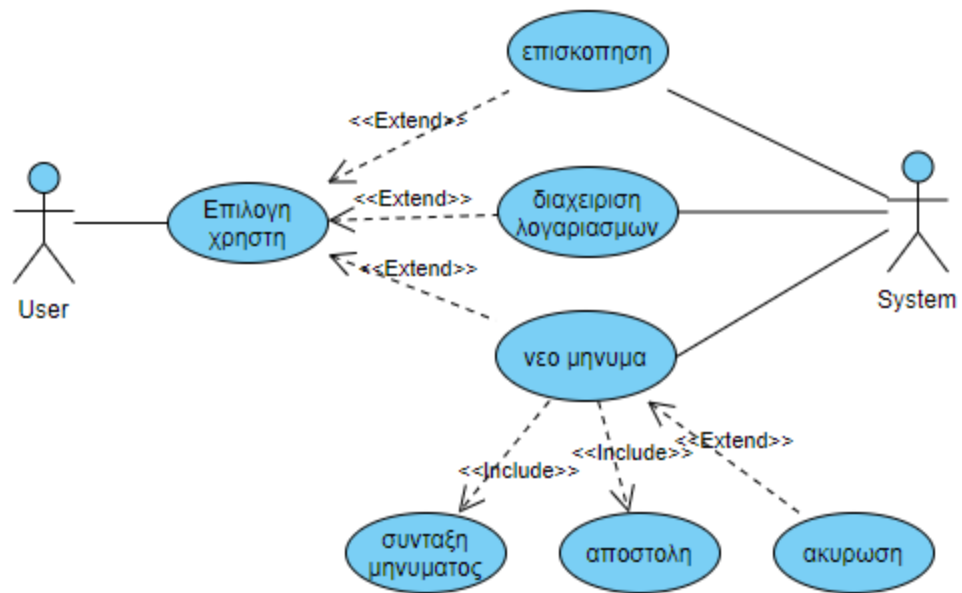 επισκοπηση
<<Extend>>
<<Extend>>
Επιλογη
χρηστη
διαχειριση
λογαριασμων
<<Extend>>
User
System
νεο μηνυμα
<<Include>>
<<Include>>
<<Extend>>
συνταξη
μηνυματος
αποστολη
ακυρωση